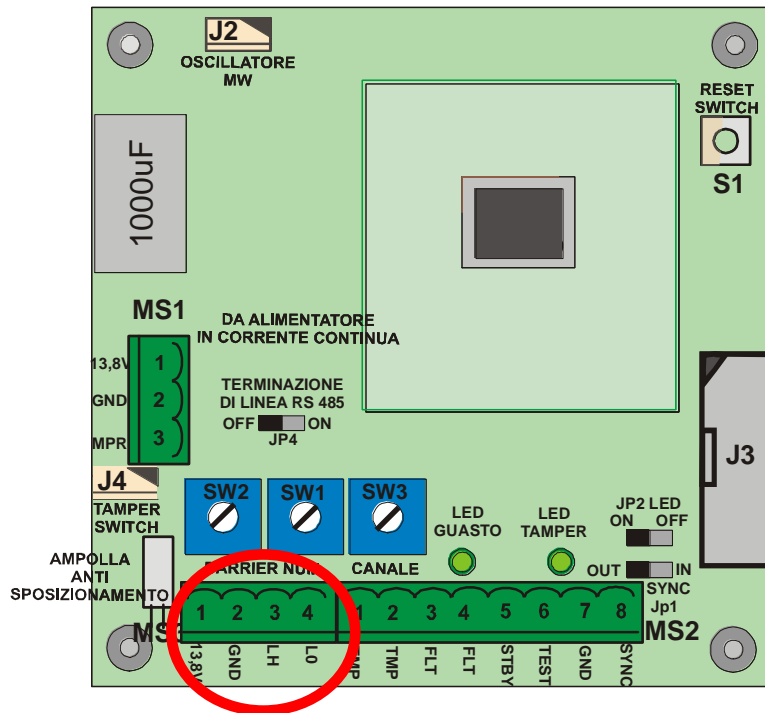 J2
OSCILLATORE
MW
RESET
SWITCH
S1
1000uF
MS1
DA ALIMENTATORE
IN CORRENTE CONTINUA
13,8V
1
GND
2
MPR
3
TERMINAZIONE
DI LINEA RS 485
OFF
ON
JP4
J3
J4
TAMPER
SWITCH
SW2
SW1
SW3
LED
GUASTO
LED
TAMPER
JP2 LED
ON
OFF
BARRIER NUM
CANALE
OUT
IN
SYNC
Jp1
AMPOLLA
ANTI
SPOSIZIONAMENTO
1
2
3
4
1
2
3
4
5
6
7
8
MS2
13,8V
GND
LH
L0
TMP
FLT
FLT
STBY
TEST
GND
SYNC